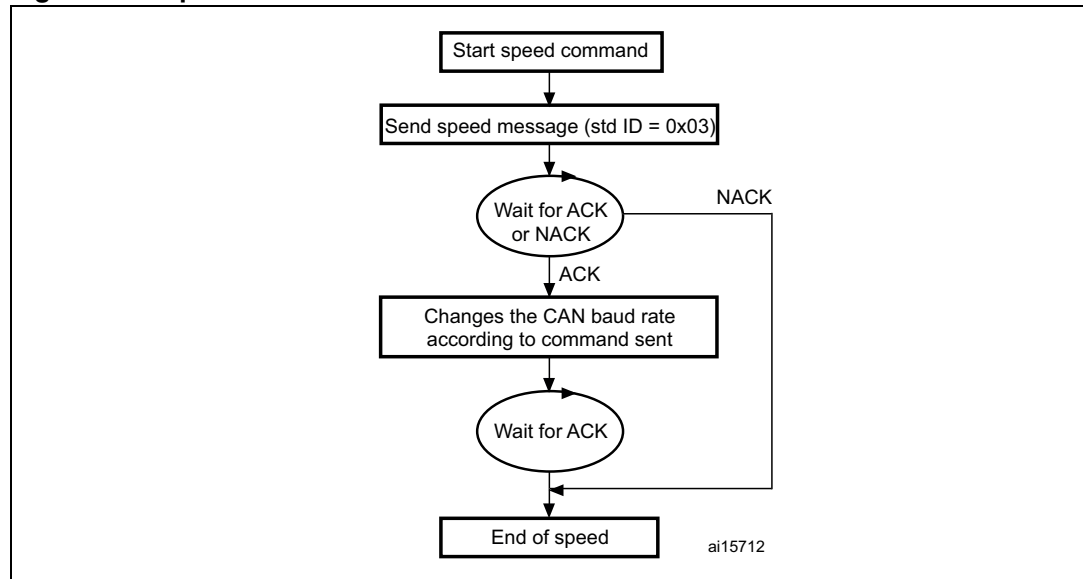 Start speed command
Send speed message (std ID = 0x03)
Wait for ACK
or NACK
NACK
ACK
Changes the CAN baud rate
according to command sent
Wait for ACK
End of speed
ai15712